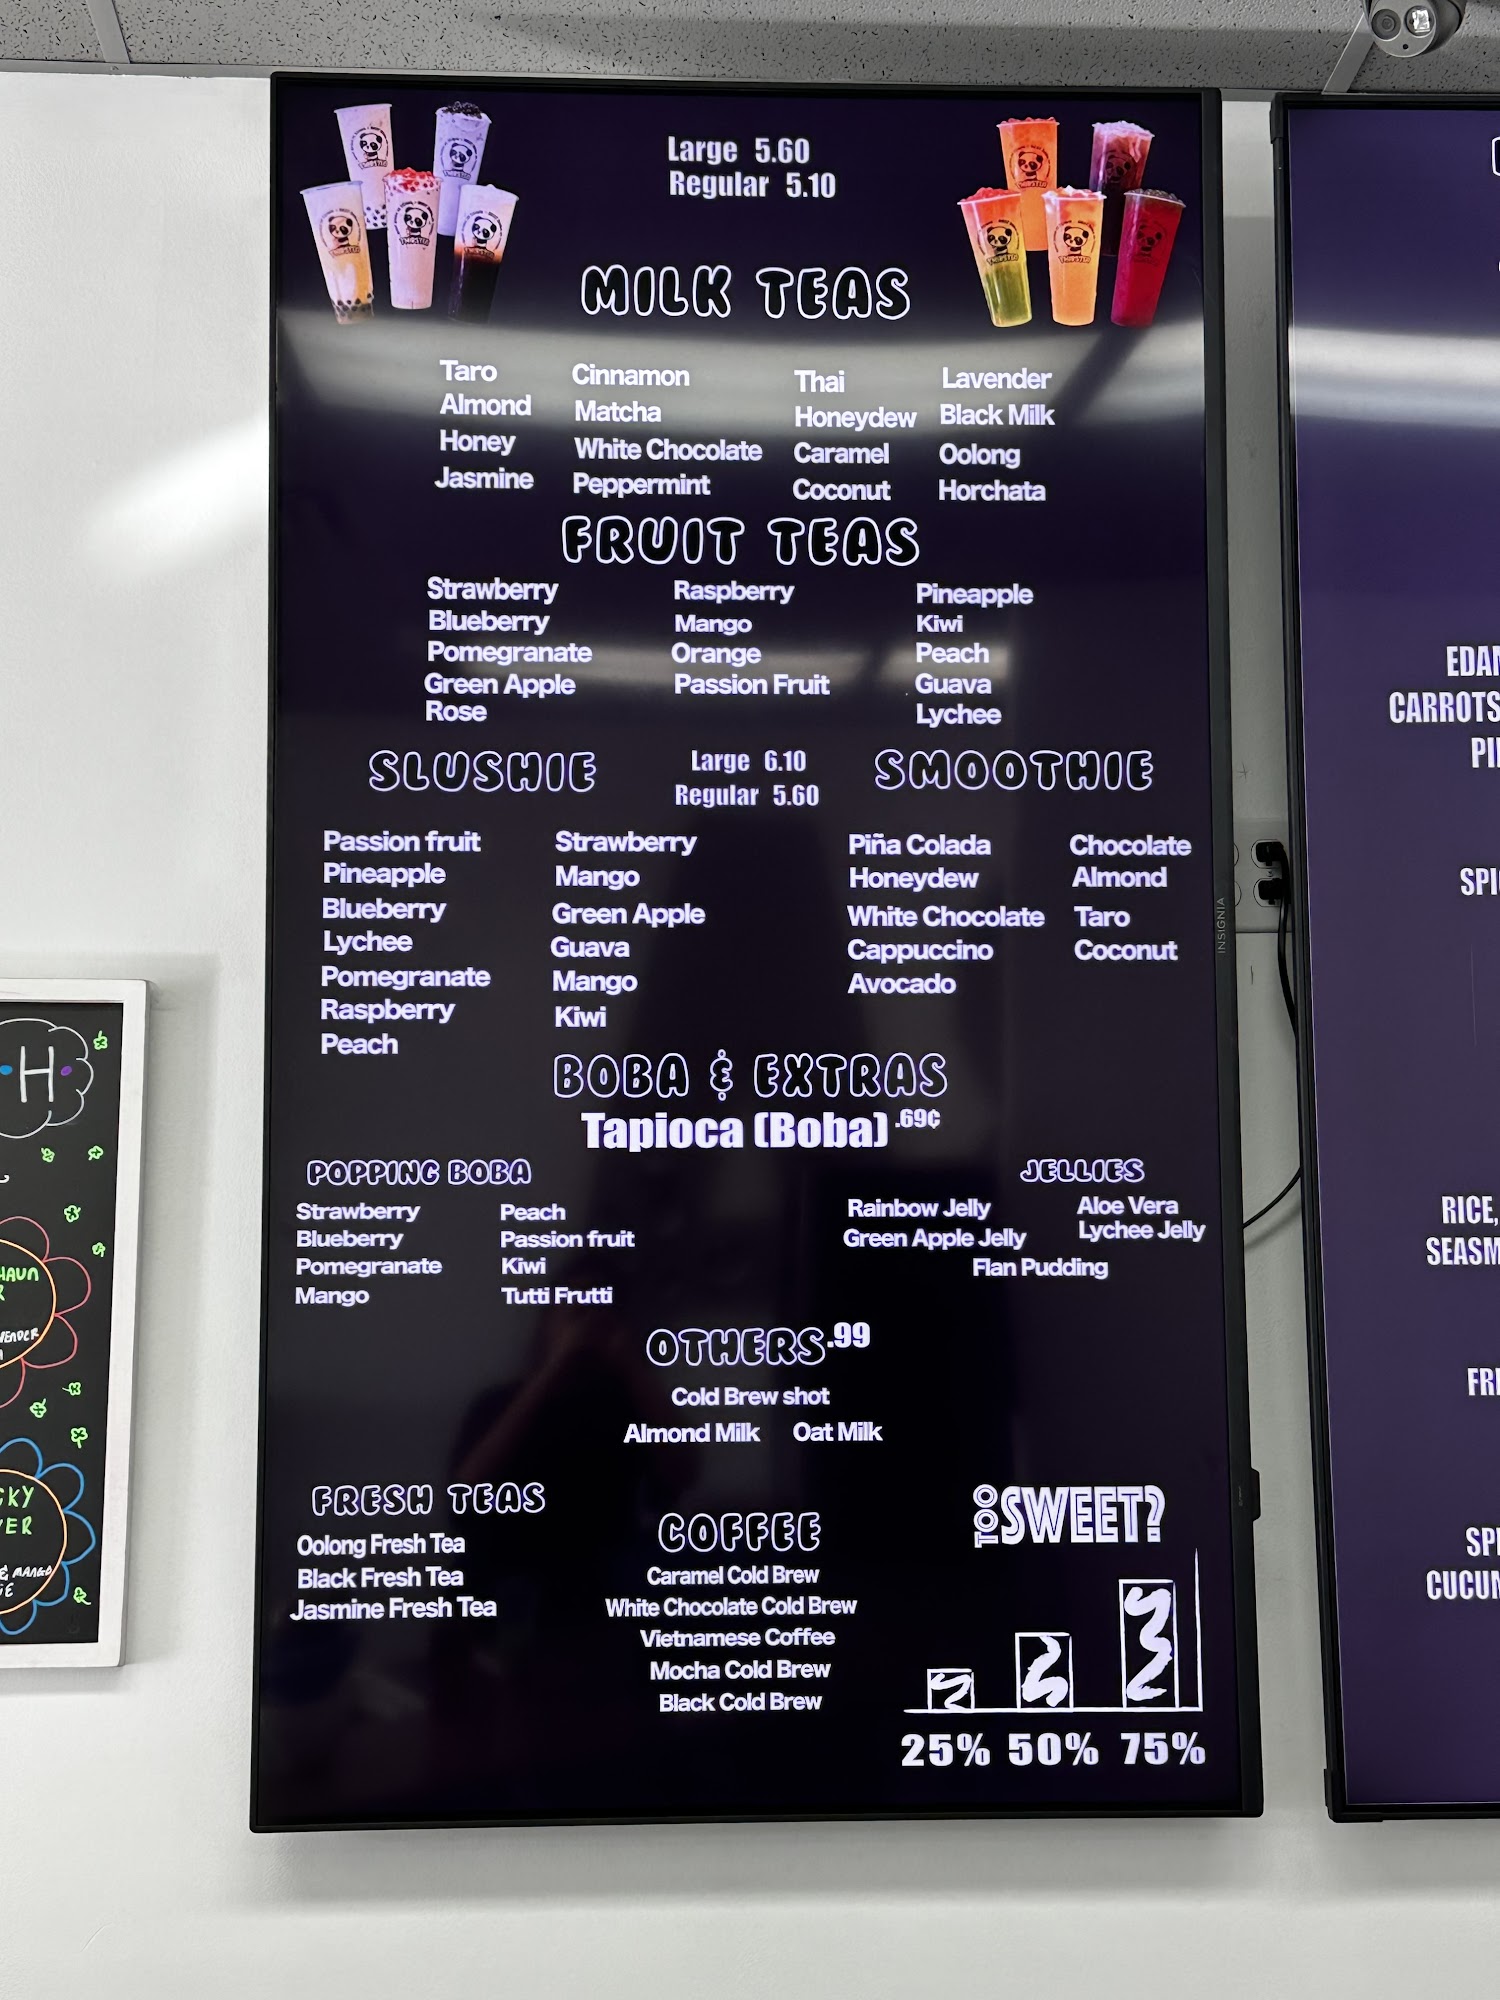 Large 5.60
Regular 5.10
MILK TEAS
Taro Cinnamon Thai Lavender
Almond Matcha Honeydew Black Milk
Honey White Chocolate Caramel Oolong
Jasmine Peppermint Coconut Horchata
FRUIT TEAS
Strawberry Raspberry Pineapple
Blueberry Mango Kiwi
Pomegranate Orange Peach
Green Apple Passion Fruit Guava
Rose Lychee
SLUSHIE
Large 6.10
Regular 5.60
SMOOTHIE
Passion fruit Strawberry
Pineapple Mango
Blueberry Green Apple
Lychee Guava
Pomegranate Mango
Raspberry Kiwi
Peach
Piña Colada Chocolate
Honeydew Almond
White Chocolate Taro
Cappuccino Coconut
Avocado
BOBA & EXTRAS
Tapioca (Boba) .69¢
POPPING BOBA
Strawberry Peach
Blueberry Passion fruit
Pomegranate Kiwi
Mango Tutti Frutti
JELLIES
Rainbow Jelly Aloe Vera
Green Apple Jelly Lychee Jelly
Flan Pudding
OTHERS .99
Cold Brew shot
Almond Milk Oat Milk
FRESH TEAS
Oolong Fresh Tea
Black Fresh Tea
Jasmine Fresh Tea
COFFEE
Caramel Cold Brew
White Chocolate Cold Brew
Vietnamese Coffee
Mocha Cold Brew
Black Cold Brew
TOO SWEET?
25% 50% 75%
INSIGNIA
CARROTS
RICE,
H
& MANGO